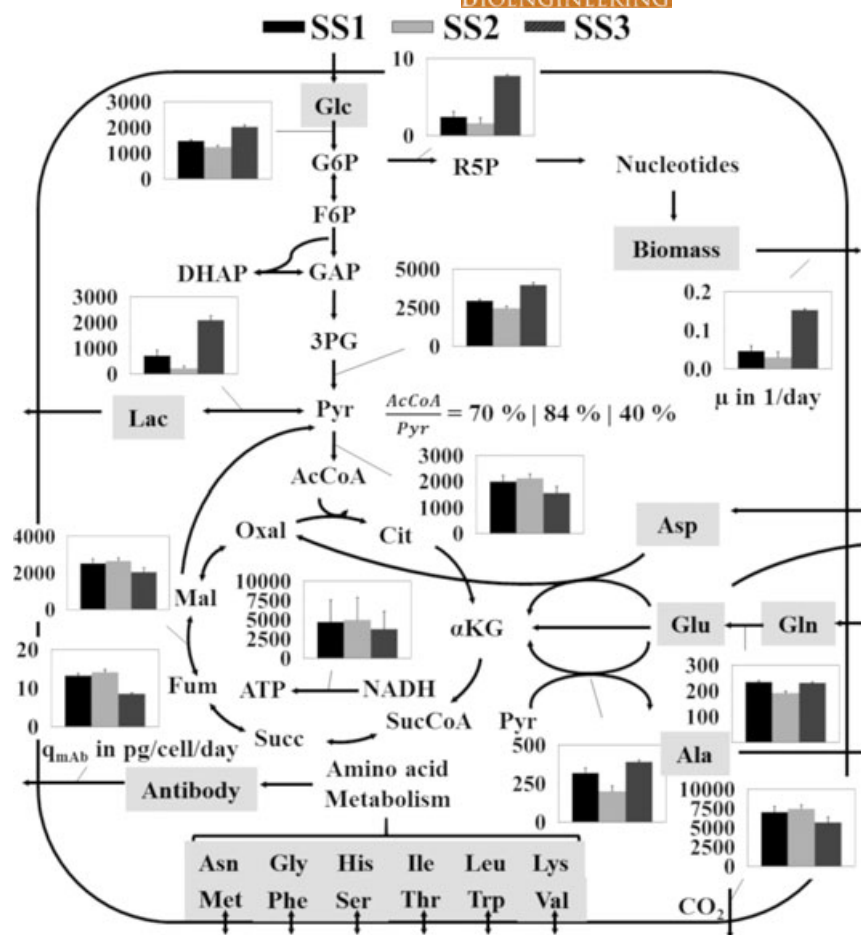 BIOENGINEERING
SS1 SS2 SS3
3000
2000
1000
0
Glc
10
0
G6P
R5P
Nucleotides
F6P
Biomass
DHAP
GAP
3000
2000
1000
0
5000
2500
0
0.2
0.1
0.0
3PG
μ in 1/day
Lac
Pyr
AcCoA/Pyr = 70 % | 84 % | 40 %
AcCoA
3000
2000
1000
0
Asp
Oxal
Cit
4000
2000
0
Mal
10000
7500
5000
2500
0
αKG
Glu
Gln
20
10
0
Fum
ATP
NADH
300
200
100
SucCoA
Pyr
Succ
q_mAb in pg/cell/day
500
250
0
Ala
Antibody
Amino acid
Metabolism
10000
7500
5000
2500
0
Asn Gly His Ile Leu Lys
Met Phe Ser Thr Trp Val
CO₂